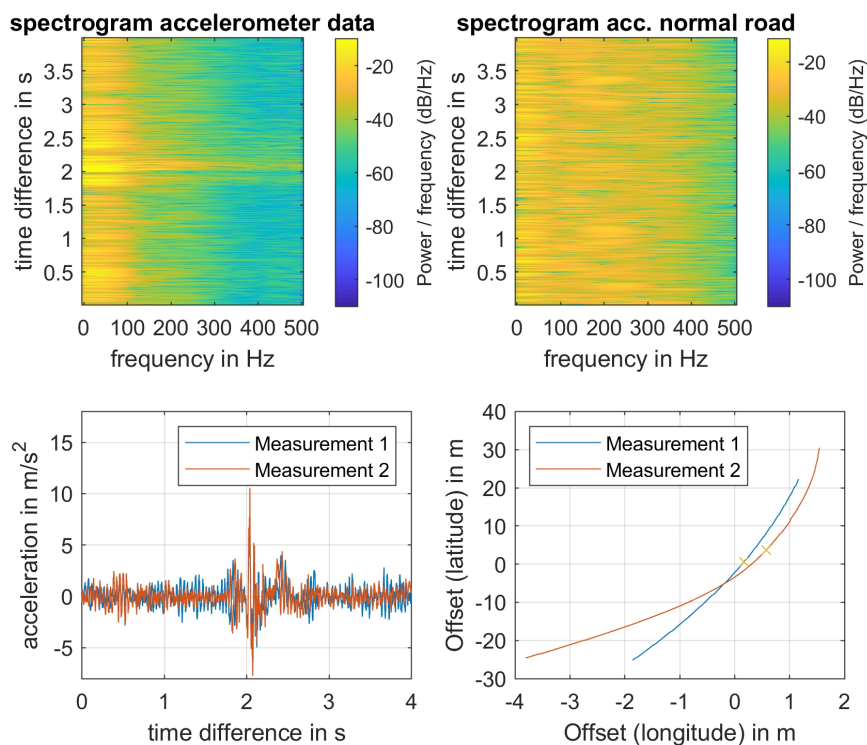 spectrogram accelerometer data
3.5
3
2.5
2
1.5
1
0.5
0 100 200 300 400 500
frequency in Hz
time difference in s
-20
-40
-60
-80
-100
Power / frequency (dB/Hz)
spectrogram acc. normal road
3.5
3
2.5
2
1.5
1
0.5
0 100 200 300 400 500
frequency in Hz
time difference in s
-20
-40
-60
-80
-100
Power / frequency (dB/Hz)
15
10
5
0
-5
0 1 2 3 4
time difference in s
acceleration in m/s²
Measurement 1
Measurement 2
40
30
20
10
0
-10
-20
-30
-4 -3 -2 -1 0 1 2
Offset (longitude) in m
Offset (latitude) in m
Measurement 1
Measurement 2